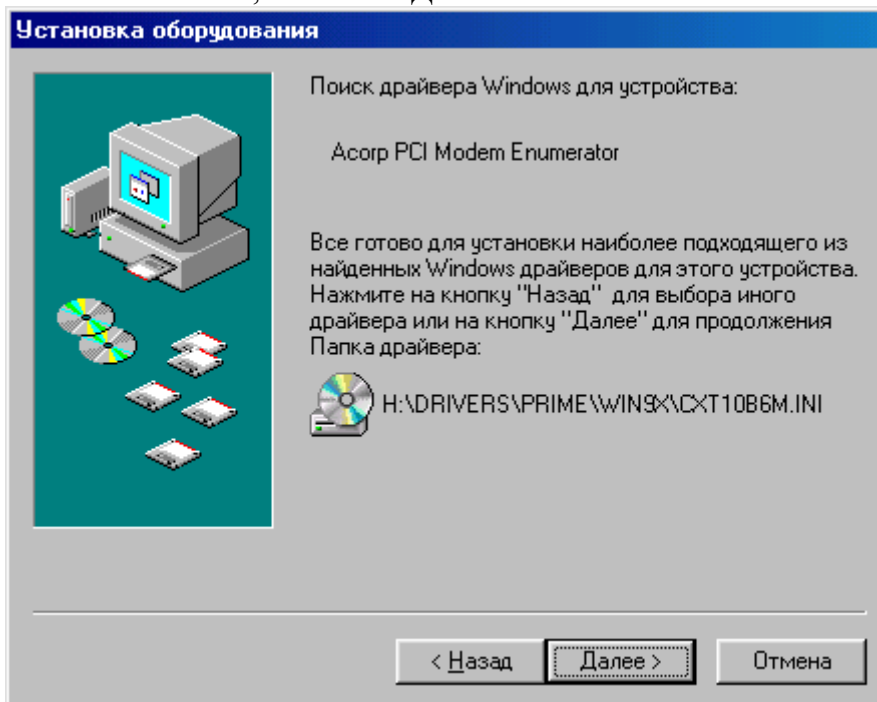 Установка оборудования
Поиск драйвера Windows для устройства:
Acorp PCI Modem Enumerator
Все готово для установки наиболее подходящего из
найденных Windows драйверов для этого устройства.
Нажмите на кнопку "Назад" для выбора иного
драйвера или на кнопку "Далее" для продолжения
Папка драйвера:
H:\DRIVERS\PRIME\WIN9X\CXT10B6M.INI
< Назад
Далее >
Отмена